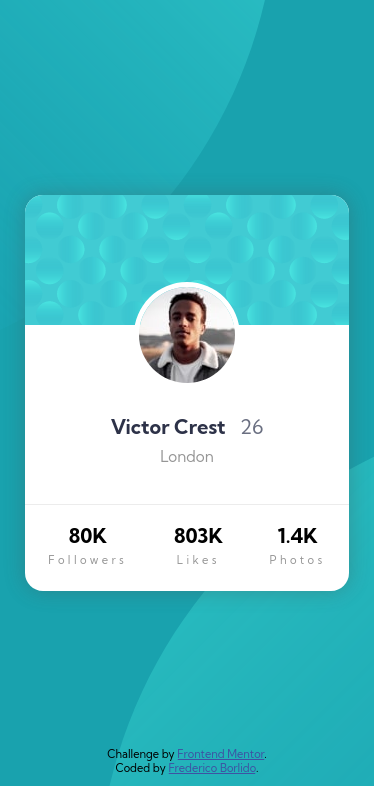 Victor Crest 26
London
80K 803K 1.4K
Followers Likes Photos
Challenge by Frontend Mentor.
Coded by Frederico Borlido.